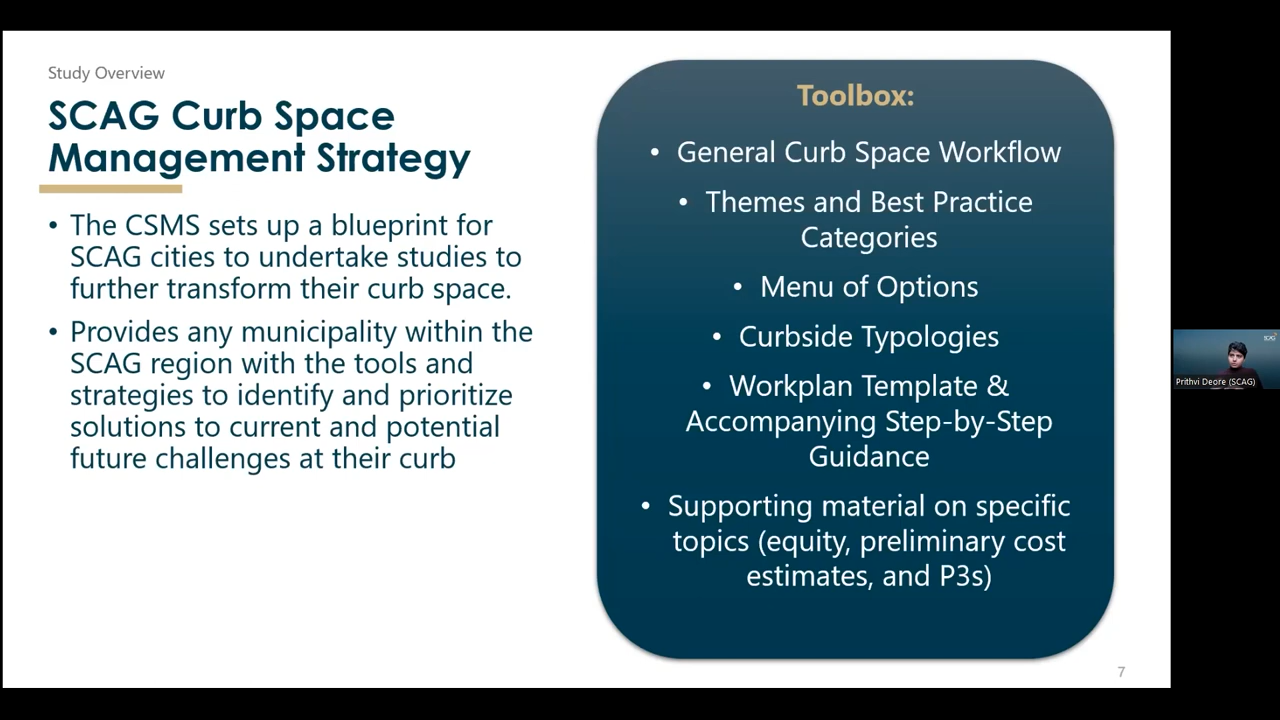 Study Overview
SCAG Curb Space
Management Strategy
• The CSMS sets up a blueprint for
SCAG cities to undertake studies to
further transform their curb space.
• Provides any municipality within the
SCAG region with the tools and
strategies to identify and prioritize
solutions to current and potential
future challenges at their curb
Toolbox:
• General Curb Space Workflow
• Themes and Best Practice
Categories
• Menu of Options
• Curbside Typologies
• Workplan Template &
Accompanying Step-by-Step
Guidance
• Supporting material on specific
topics (equity, preliminary cost
estimates, and P3s)
7
SCAG
Prithvi Deore (SCAG)